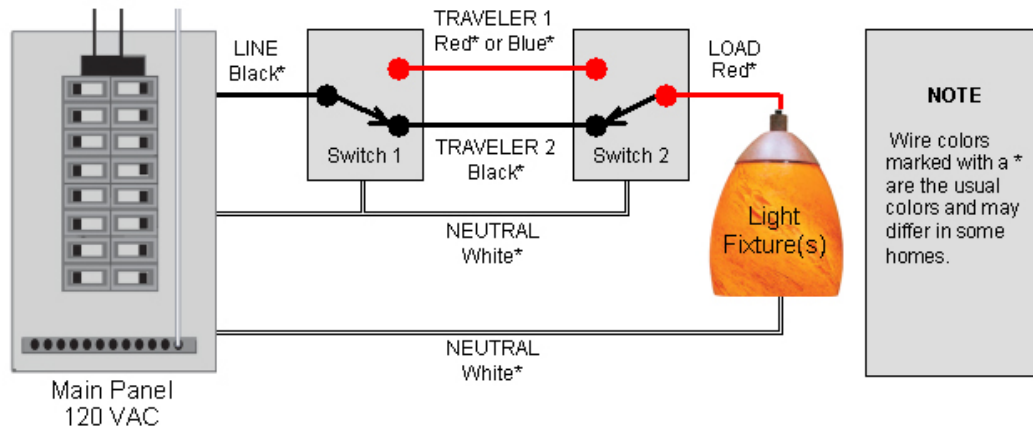 TRAVELER 1
Red* or Blue*
LINE
Black*
LOAD
Red*
Switch 1
TRAVELER 2
Black*
Switch 2
NEUTRAL
White*
Light
Fixture(s)
NEUTRAL
White*
Main Panel
120 VAC
NOTE
Wire colors
marked with a *
are the usual
colors and may
differ in some
homes.